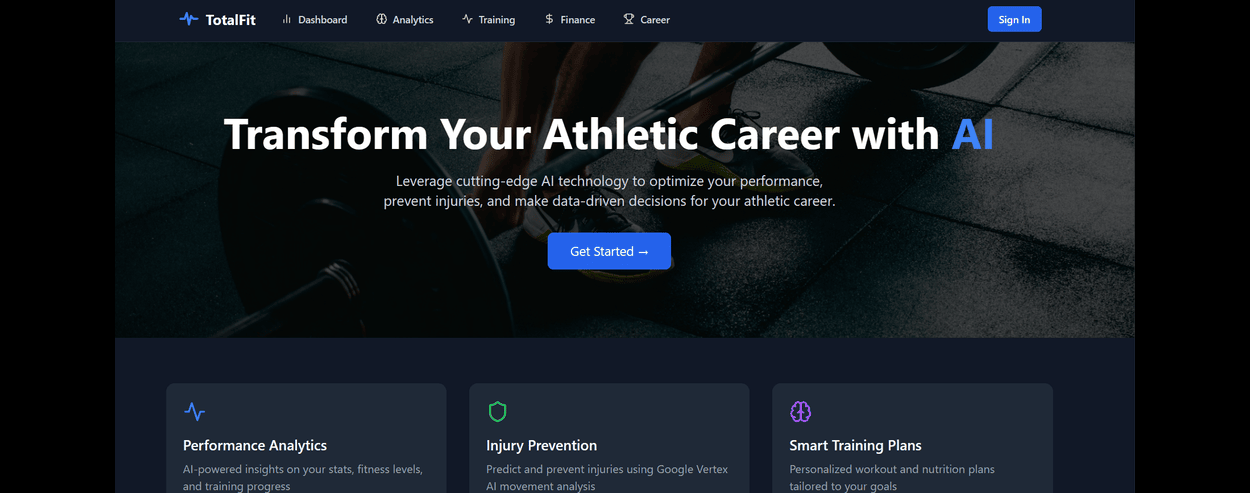 TotalFit Dashboard Analytics Training Finance Career Sign In
Transform Your Athletic Career with AI
Leverage cutting-edge AI technology to optimize your performance,
prevent injuries, and make data-driven decisions for your athletic career.
Get Started →
Performance Analytics
AI-powered insights on your stats, fitness levels,
and training progress
Injury Prevention
Predict and prevent injuries using Google Vertex
AI movement analysis
Smart Training Plans
Personalized workout and nutrition plans
tailored to your goals